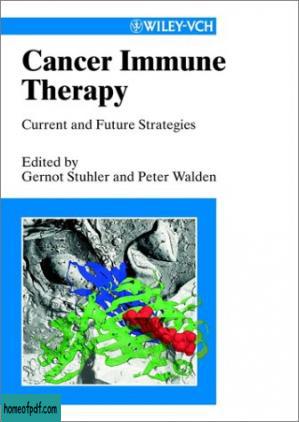 WILEY-VCH
Cancer Immune
Therapy
Current and Future Strategies
Edited by
Gernot Stuhler and Peter Walden
homeofpdf.com